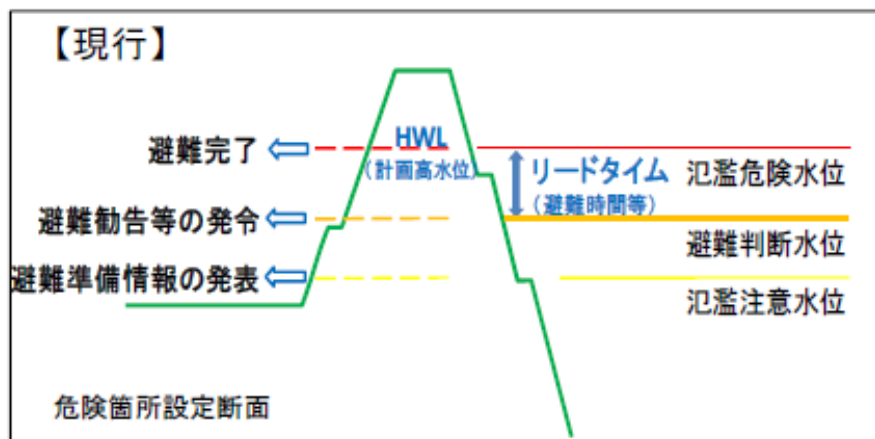 【現行】
避難完了
HWL
(計画高水位)
リードタイム
(避難時間等)
氾濫危険水位
避難勧告等の発令
避難判断水位
避難準備情報の発表
氾濫注意水位
危険箇所設定断面